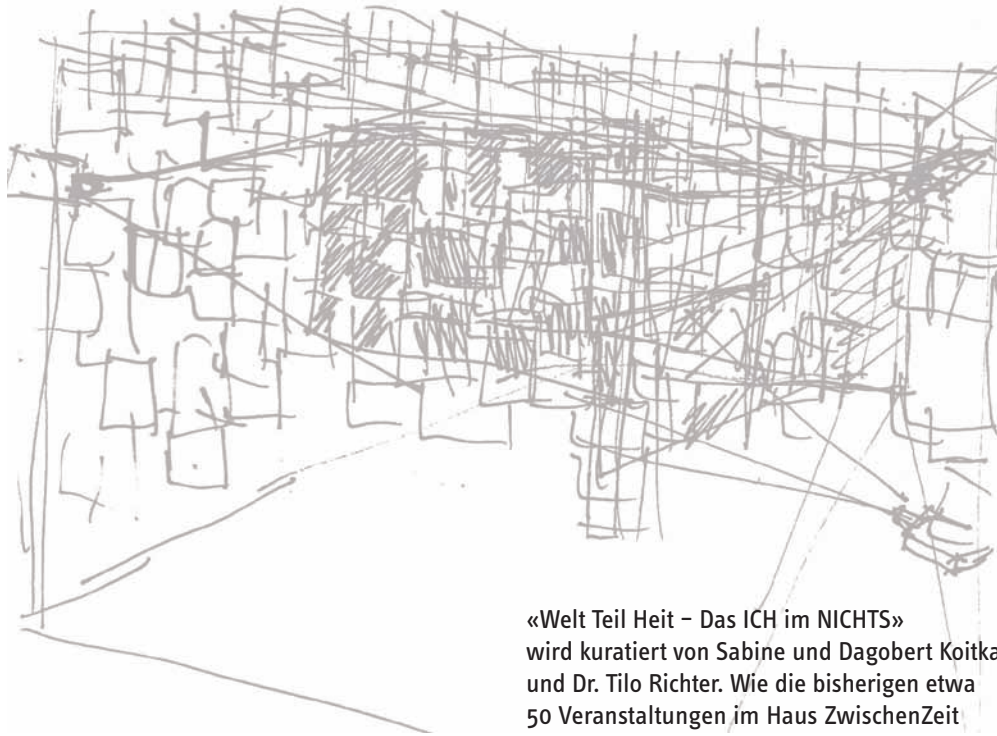 «Welt Teil Heit – Das ICH im NICHTS»
wird kuratiert von Sabine und Dagobert Koitka
und Dr. Tilo Richter. Wie die bisherigen etwa
50 Veranstaltungen im Haus ZwischenZeit